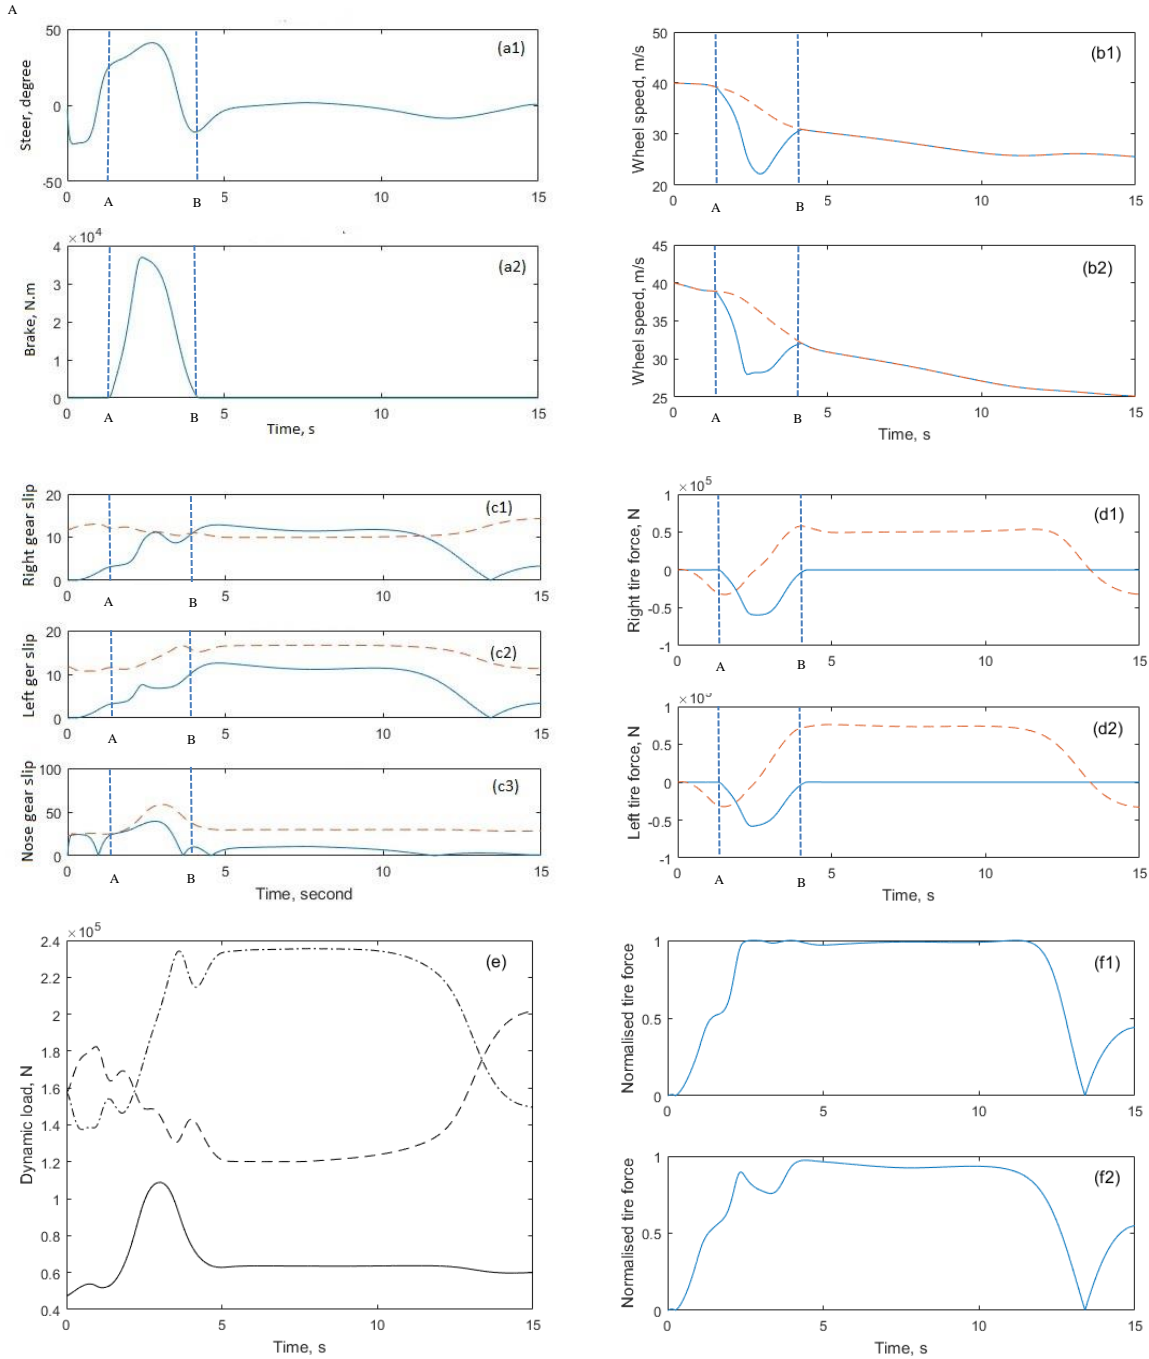 A
50
0
-50
Steer, degree
(a1)
0 5 10 15
A B
50
40
30
20
Wheel speed, m/s
(b1)
0 5 10 15
A B
×10⁴
4
3
2
1
0
Brake, N.m
(a2)
0 5 10 15
A B
Time, s
45
40
35
30
25
Wheel speed, m/s
(b2)
0 5 10 15
A B
Time, s
20
10
0
Right gear slip
(c1)
0 5 10 15
A B
20
10
0
Left ger slip
(c2)
0 5 10 15
A B
100
50
0
Nose gear slip
(c3)
0 5 10 15
A B
Time, second
×10⁵
1
0.5
0
-0.5
-1
Right tire force, N
(d1)
0 5 10 15
A B
1
0.5
0
-0.5
-1
Left tire force, N
(d2)
0 5 10 15
A B
Time, s
×10⁵
2.4
2.2
2
1.8
1.6
1.4
1.2
1
0.8
0.6
0.4
Dynamic load, N
(e)
0 5 10 15
Time, s
1
0.5
0
Normalised tire force
(f1)
0 5 10 15
1
0.5
0
Normalised tire force
(f2)
0 5 10 15
Time, s